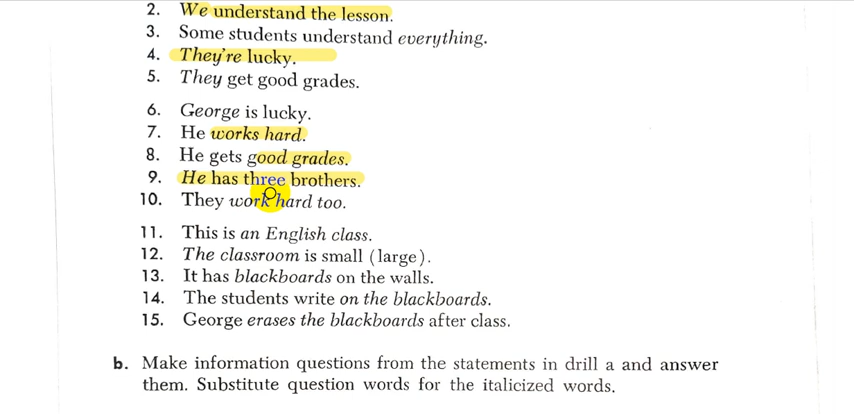 2. We understand the lesson.
3. Some students understand everything.
4. They're lucky.
5. They get good grades.
6. George is lucky.
7. He works hard.
8. He gets good grades.
9. He has three brothers.
10. They work hard too.
11. This is an English class.
12. The classroom is small (large).
13. It has blackboards on the walls.
14. The students write on the blackboards.
15. George erases the blackboards after class.
b. Make information questions from the statements in drill a and answer
them. Substitute question words for the italicized words.